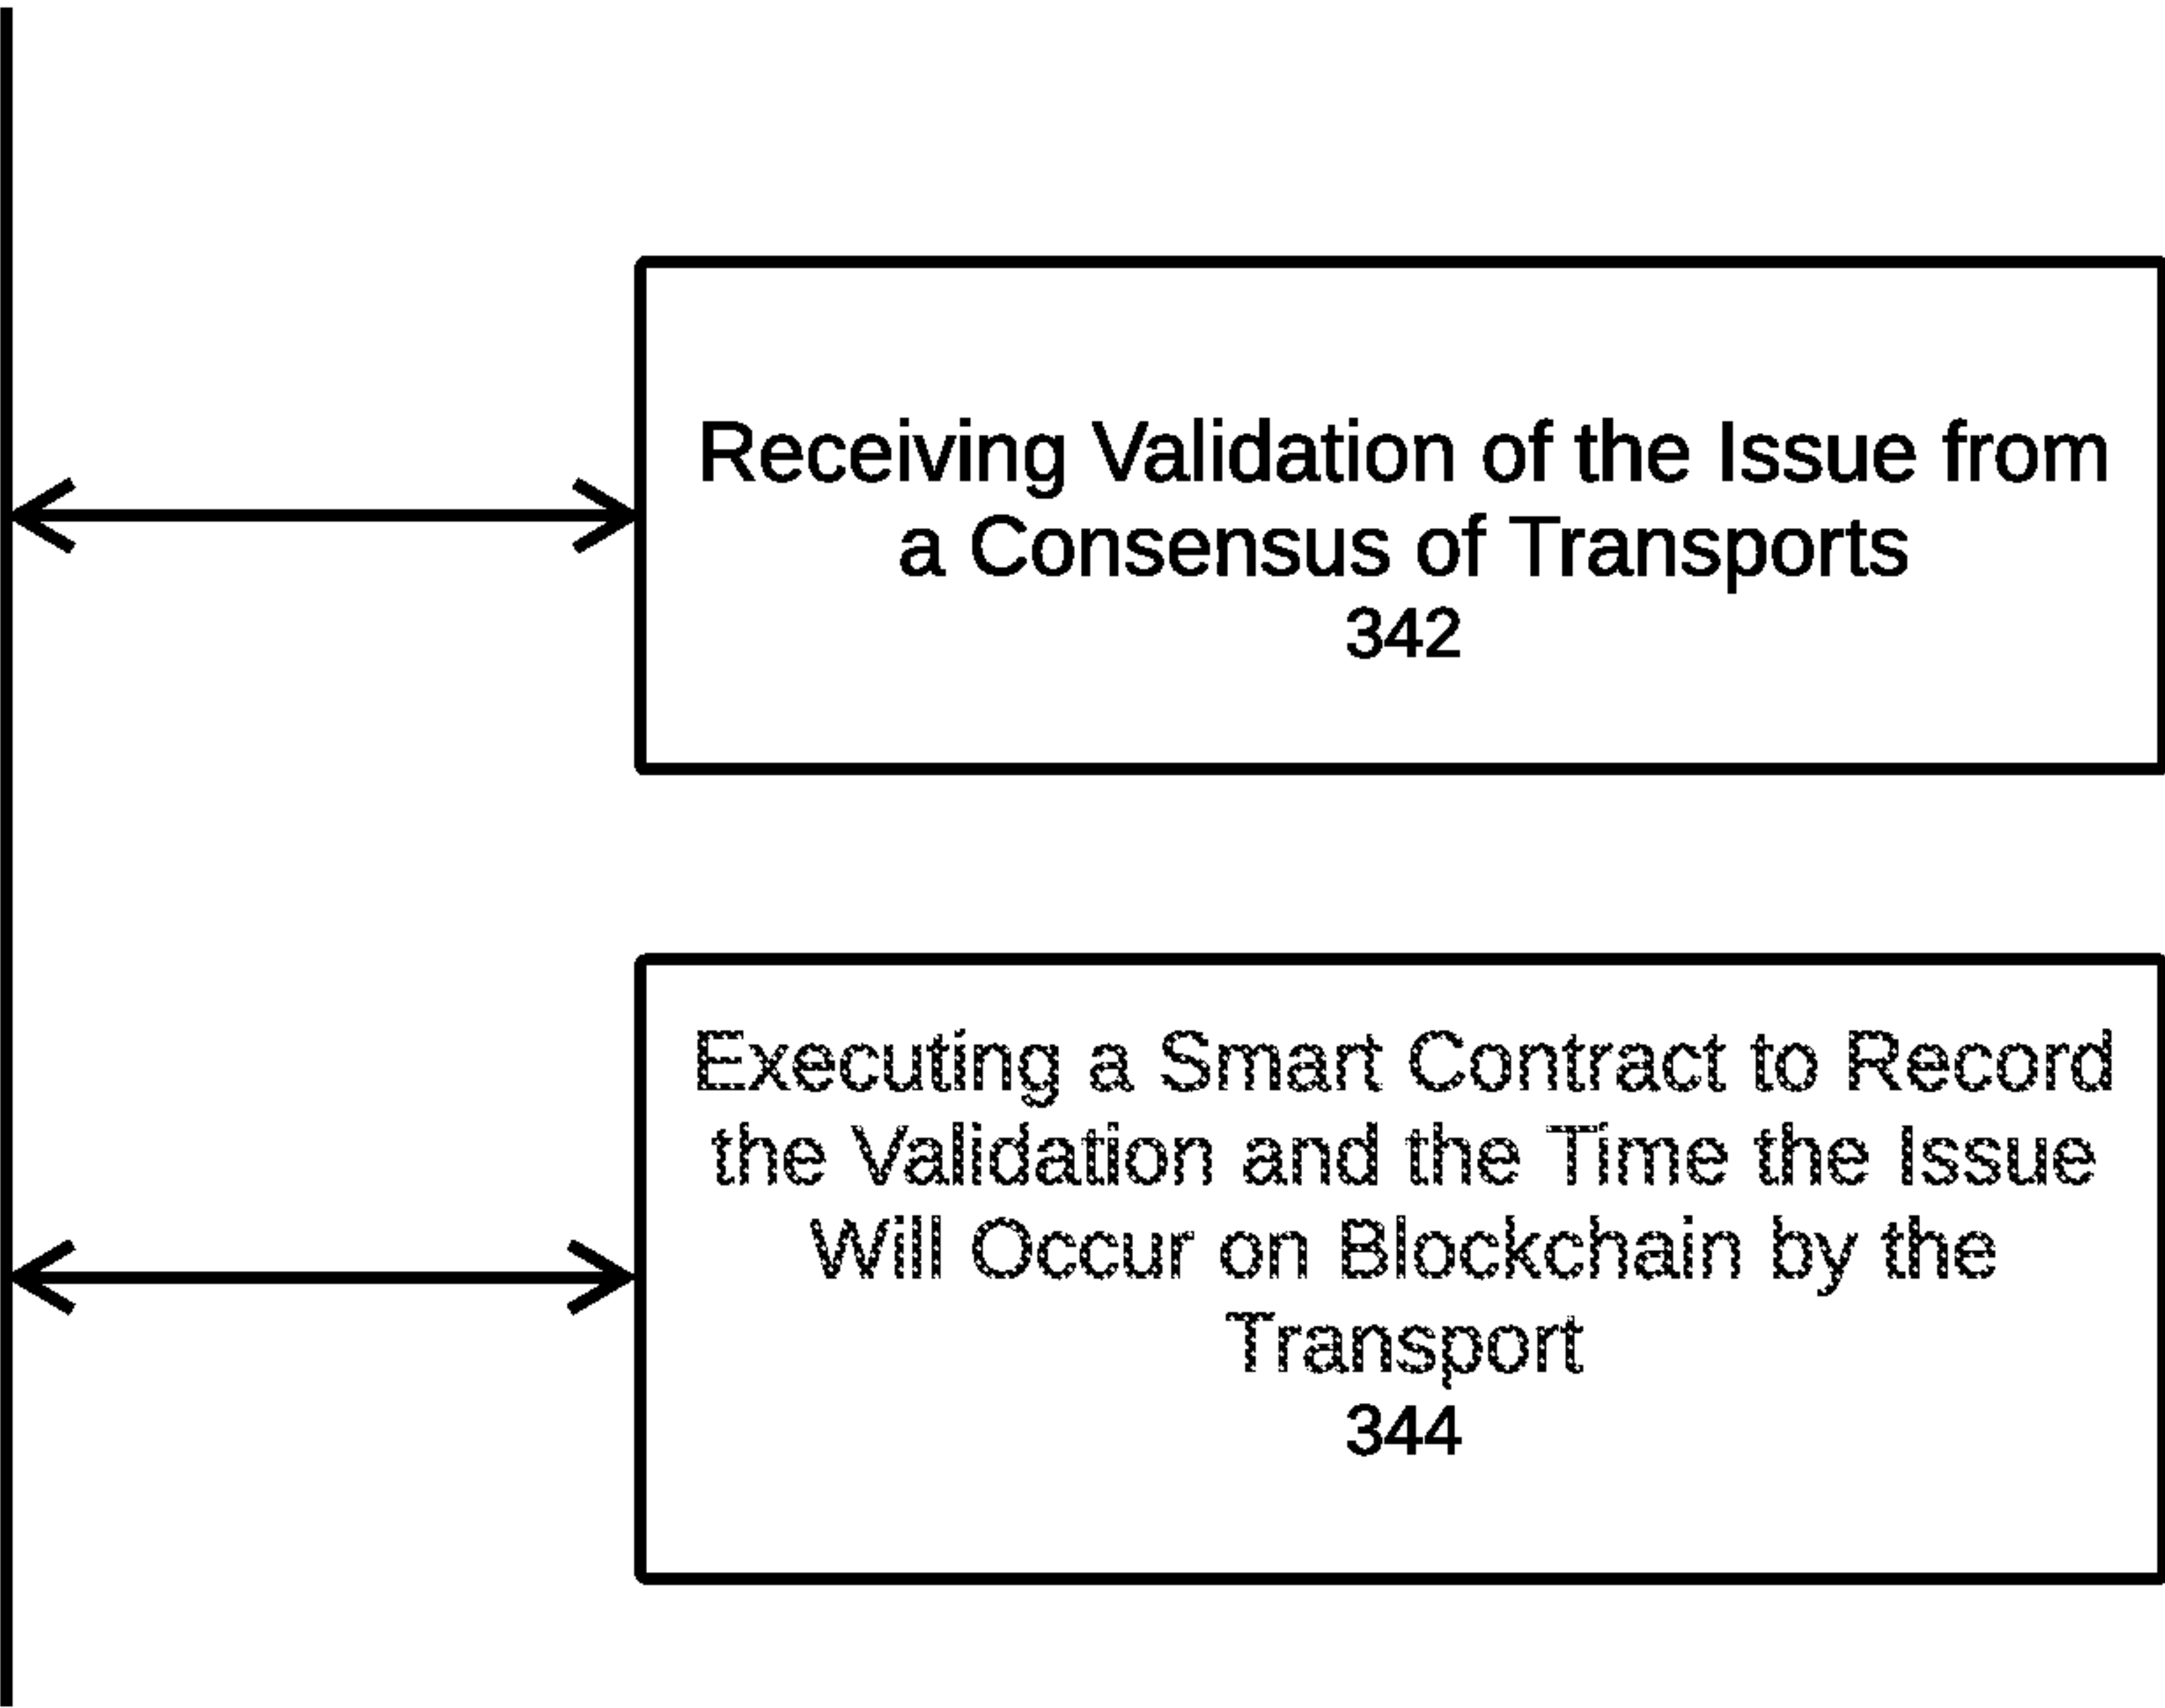 Receiving Validation of the Issue from
a Consensus of Transports
342
Executing a Smart Contract to Record
the Validation and the Time the Issue
Will Occur on Blockchain by the
Transport
344